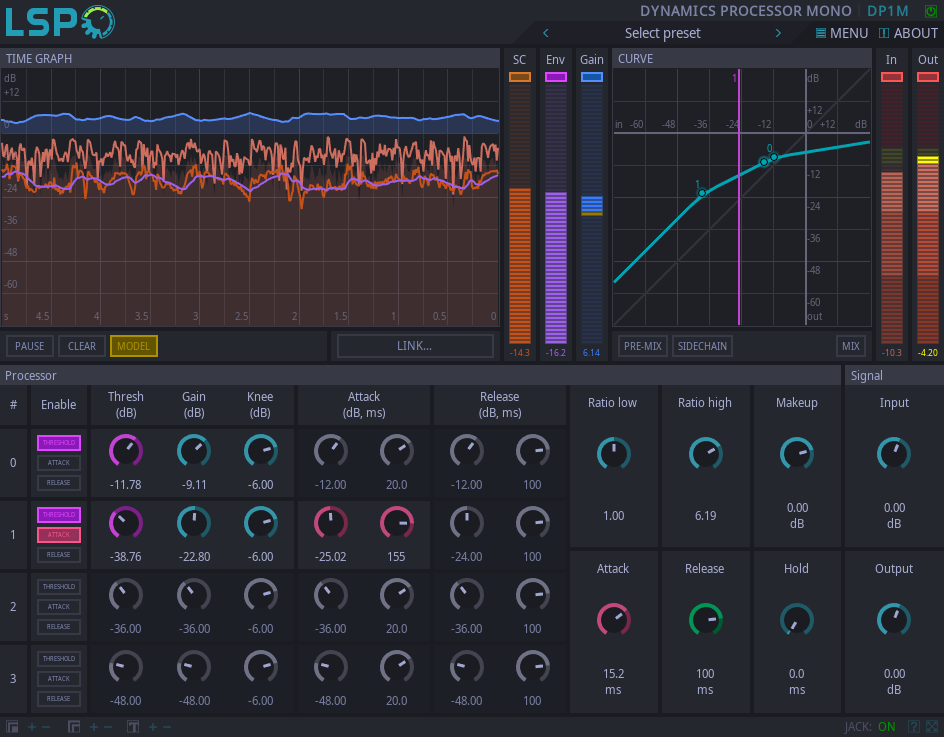 LSP DYNAMICS PROCESSOR MONO DP1M
Select preset MENU ABOUT
TIME GRAPH SC Env Gain CURVE In Out
dB
+12
0
-24
-36
-48
-60
s 4.5 4 3.5 3 2.5 2 1.5 1 0.5 0
-14.3 -16.2 6.14
1 dB
+12
in -60 -48 -36 -24 -12 0 +12 dB
0
-12
1
-24
-36
-48
-60
out
-10.3 -4.20
PAUSE CLEAR MODEL LINK... PRE-MIX SIDECHAIN MIX
Processor Signal
# Enable Thresh (dB) Gain (dB) Knee (dB) Attack (dB, ms) Release (dB, ms) Ratio low Ratio high Makeup Input
0 THRESHOLD ATTACK RELEASE -11.78 -9.11 -6.00 -12.00 20.0 -12.00 100
1.00 6.19 0.00 dB 0.00 dB
1 THRESHOLD ATTACK RELEASE -38.76 -22.80 -6.00 -25.02 155 -24.00 100
Attack Release Hold Output
2 THRESHOLD ATTACK RELEASE -36.00 -36.00 -6.00 -36.00 20.0 -36.00 100
3 THRESHOLD ATTACK RELEASE -48.00 -48.00 -6.00 -48.00 20.0 -48.00 100
15.2 ms 100 ms 0.0 ms 0.00 dB
JACK: ON